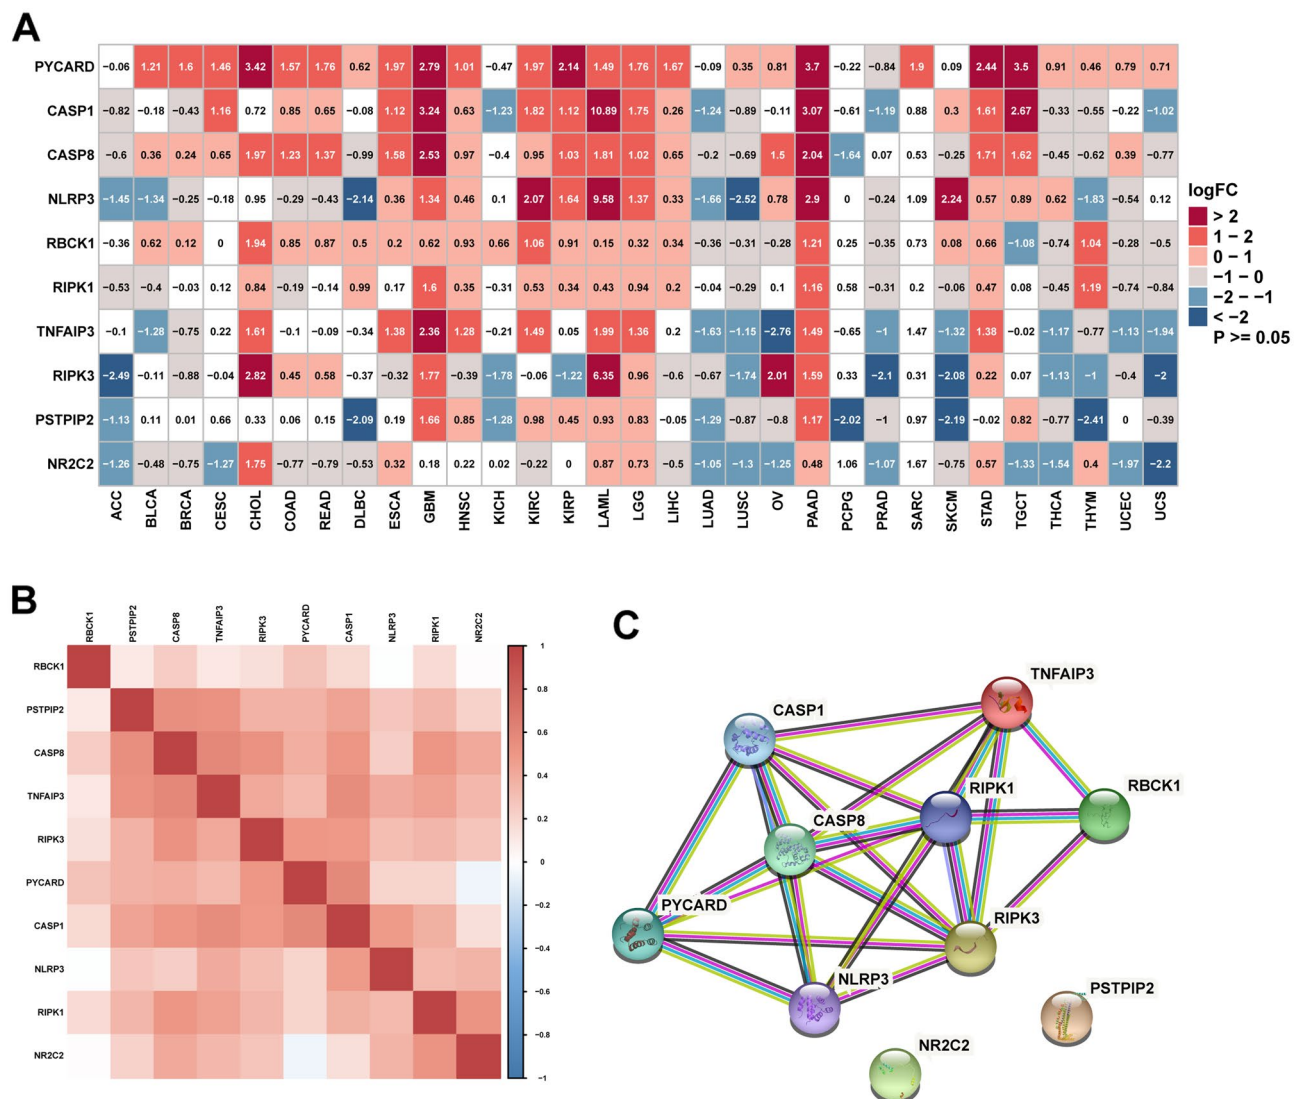 A
PYCARD −0.06 1.21 1.6 1.46 3.42 1.57 1.76 0.62 1.97 2.79 1.01 −0.47 1.97 2.14 1.49 1.76 1.67 −0.09 0.35 0.81 3.7 −0.22 −0.84 1.9 0.09 2.44 3.5 0.91 0.46 0.79 0.71
CASP1 −0.82 −0.18 −0.43 1.16 0.72 0.85 0.65 −0.08 1.12 3.24 0.63 −1.23 1.82 1.12 10.89 1.75 0.26 −1.24 −0.89 −0.11 3.07 −0.61 −1.19 0.88 0.3 1.61 2.67 −0.33 −0.55 −0.22 −1.02
CASP8 −0.6 0.36 0.24 0.65 1.97 1.23 1.37 −0.99 1.58 2.53 0.97 −0.4 0.95 1.03 1.81 1.02 0.65 −0.2 −0.69 1.5 2.04 −1.64 0.07 0.53 −0.25 1.71 1.62 −0.45 −0.62 0.39 −0.77
NLRP3 −1.45 −1.34 −0.25 −0.18 0.95 −0.29 −0.43 −2.14 0.36 1.34 0.46 0.1 2.07 1.64 9.58 1.37 0.33 −1.66 −2.52 0.78 2.9 0 −0.24 1.09 2.24 0.57 0.89 0.62 −1.83 −0.54 0.12
RBCK1 −0.36 0.62 0.12 0 1.94 0.85 0.87 0.5 0.2 0.62 0.93 0.66 1.06 0.91 0.15 0.32 0.34 −0.36 −0.31 −0.28 1.21 0.25 −0.35 0.73 0.08 0.66 −1.08 −0.74 1.04 −0.28 −0.5
RIPK1 −0.53 −0.4 −0.03 0.12 0.84 −0.19 −0.14 0.99 0.17 1.6 0.35 −0.31 0.53 0.34 0.43 0.94 0.2 −0.04 −0.29 0.1 1.16 0.58 −0.31 0.2 −0.06 0.47 0.08 −0.45 1.19 −0.74 −0.84
TNFAIP3 −0.1 −1.28 −0.75 0.22 1.61 −0.1 −0.09 −0.34 1.38 2.36 1.28 −0.21 1.49 0.05 1.99 1.36 0.2 −1.63 −1.15 −2.76 1.49 −0.65 −1 1.47 −1.32 1.38 −0.02 −1.17 −0.77 −1.13 −1.94
RIPK3 −2.49 −0.11 −0.88 −0.04 2.82 0.45 0.58 −0.37 −0.32 1.77 −0.39 −1.78 −0.06 −1.22 6.35 0.96 −0.6 −0.67 −1.74 2.01 1.59 0.33 −2.1 0.31 −2.08 0.22 0.07 −1.13 −1 −0.4 −2
PSTPIP2 −1.13 0.11 0.01 0.66 0.33 0.06 0.15 −2.09 0.19 1.66 0.85 −1.28 0.98 0.45 0.93 0.83 −0.05 −1.29 −0.87 −0.8 1.17 −2.02 −1 0.97 −2.19 −0.02 0.82 −0.77 −2.41 0 −0.39
NR2C2 −1.26 −0.48 −0.75 −1.27 1.75 −0.77 −0.79 −0.53 0.32 0.18 0.22 0.02 −0.22 0 0.87 0.73 −0.5 −1.05 −1.3 −1.25 0.48 1.06 −1.07 1.67 −0.75 0.57 −1.33 −1.54 0.4 −1.97 −2.2
ACC BLCA BRCA CESC CHOL COAD READ DLBC ESCA GBM HNSC KICH KIRC KIRP LAML LGG LIHC LUAD LUSC OV PAAD PCPG PRAD SARC SKCM STAD TGCT THCA THYM UCEC UCS
logFC
> 2
1 − 2
0 − 1
−1 − 0
−2 − −1
< −2
P >= 0.05
B
RBCK1 PSTPIP2 CASP8 TNFAIP3 RIPK3 PYCARD CASP1 NLRP3 RIPK1 NR2C2
RBCK1
PSTPIP2
CASP8
TNFAIP3
RIPK3
PYCARD
CASP1
NLRP3
RIPK1
NR2C2
1
0.8
0.6
0.4
0.2
0
−0.2
−0.4
−0.6
−0.8
−1
C
TNFAIP3
CASP1
RBCK1
RIPK1
CASP8
PYCARD
RIPK3
NLRP3
PSTPIP2
NR2C2